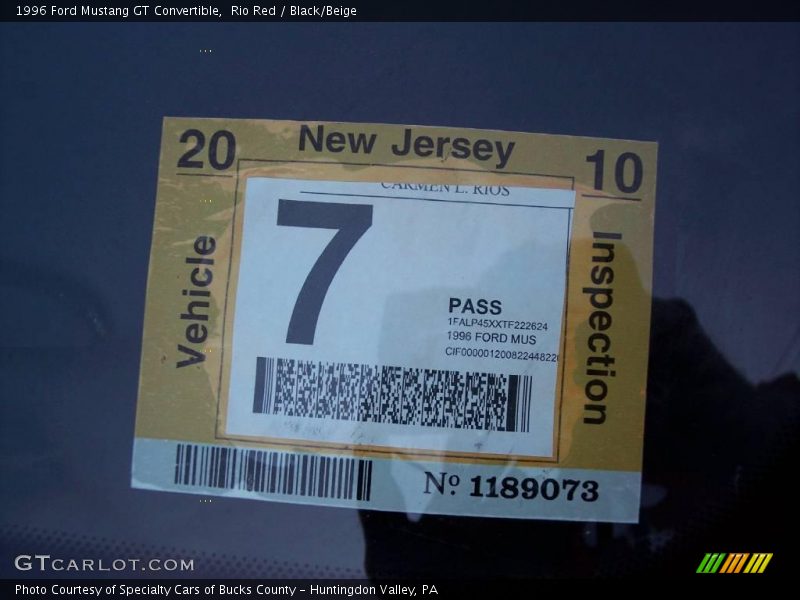 1996 Ford Mustang GT Convertible, Rio Red / Black/Beige
20 New Jersey 10
CARMEN L. RIOS
7
Vehicle
Inspection
PASS
1FALP45XXTF222624
1996 FORD MUS
CIF00000120082244822
Nº 1189073
GTCARLOT.COM
Photo Courtesy of Specialty Cars of Bucks County - Huntingdon Valley, PA